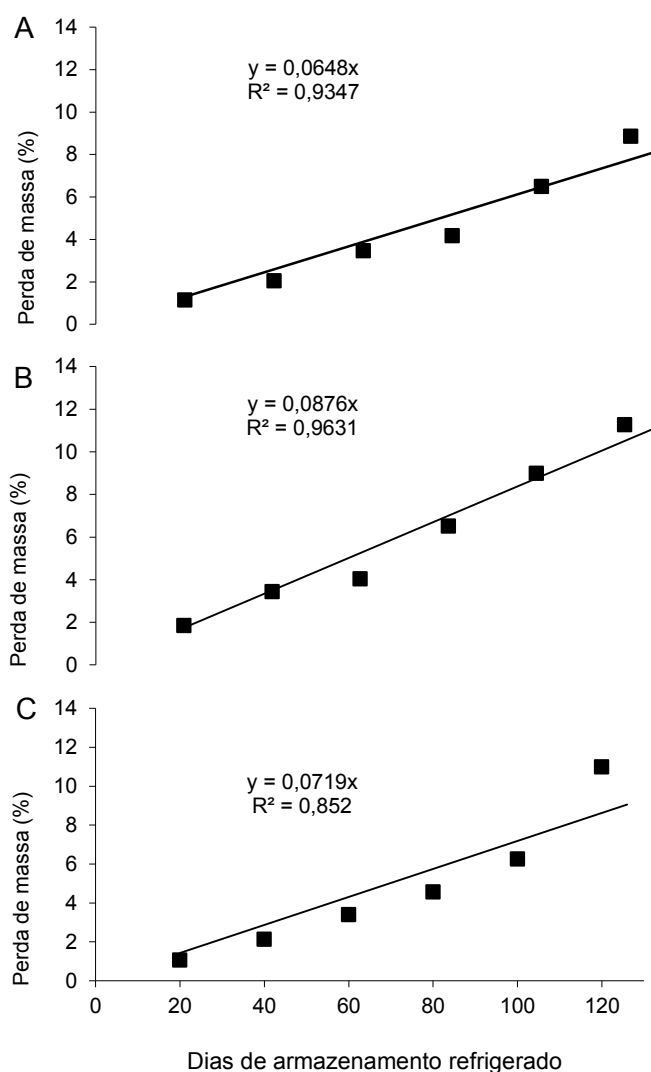 A
14
12
10
8
6
4
2
0
Perda de massa (%)
y = 0,0648x
R² = 0,9347
B
14
12
10
8
6
4
2
0
Perda de massa (%)
y = 0,0876x
R² = 0,9631
C
14
12
10
8
6
4
2
0
Perda de massa (%)
y = 0,0719x
R² = 0,852
0 20 40 60 80 100 120
Dias de armazenamento refrigerado